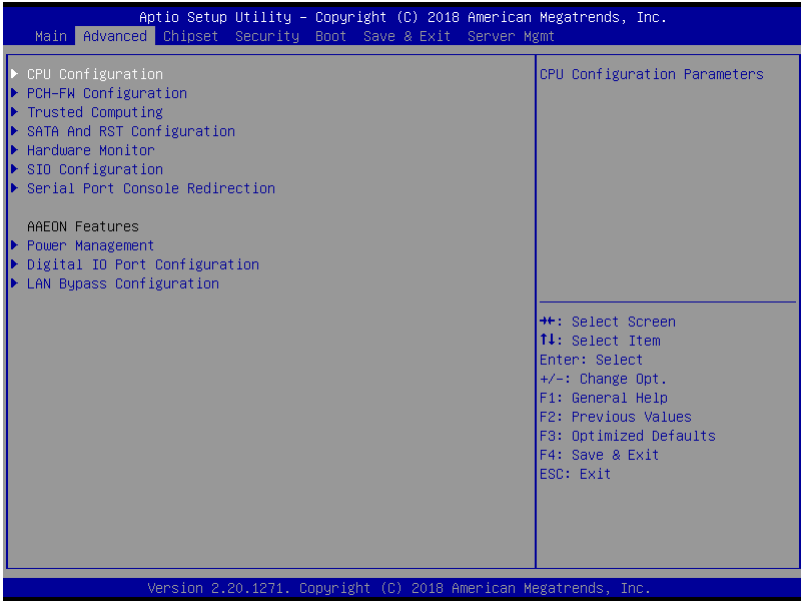 Aptio Setup Utility – Copyright (C) 2018 American Megatrends, Inc.
Main Advanced Chipset Security Boot Save & Exit Server Mgmt
CPU Configuration
PCH-FW Configuration
Trusted Computing
SATA And RST Configuration
Hardware Monitor
SIO Configuration
Serial Port Console Redirection
AAEON Features
Power Management
Digital IO Port Configuration
LAN Bypass Configuration
CPU Configuration Parameters
→←: Select Screen
↑↓: Select Item
Enter: Select
+/-: Change Opt.
F1: General Help
F2: Previous Values
F3: Optimized Defaults
F4: Save & Exit
ESC: Exit
Version 2.20.1271. Copyright (C) 2018 American Megatrends, Inc.